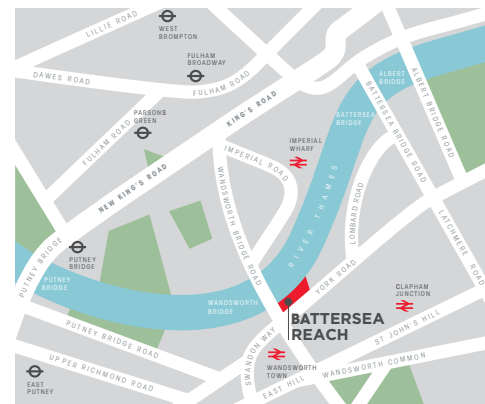 LILLIE ROAD
WEST
BROMPTON
FULHAM
BROADWAY
DAWES ROAD
FULHAM ROAD
ALBERT
BRIDGE
ALBERT BRIDGE ROAD
KING'S ROAD
BATTERSEA
BRIDGE
BATTERSEA BRIDGE ROAD
PARSONS
GREEN
FULHAM ROAD
IMPERIAL
WHARF
IMPERIAL ROAD
NEW KING'S ROAD
WANDSWORTH BRIDGE ROAD
RIVER THAMES
LOMBARD ROAD
LATCHMERE ROAD
PUTNEY BRIDGE
PUTNEY
BRIDGE
PUTNEY
BRIDGE
YORK ROAD
CLAPHAM
JUNCTION
WANDSWORTH
BRIDGE
BATTERSEA
REACH
PUTNEY BRIDGE ROAD
ST JOHN'S HILL
SWANDON WAY
UPPER RICHMOND ROAD
WANDSWORTH
TOWN
WANDSWORTH COMMON
EAST HILL
EAST
PUTNEY